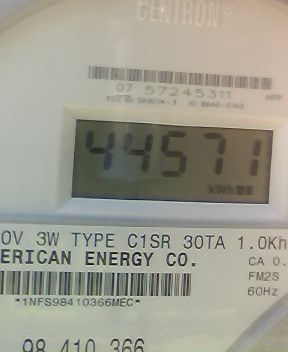 CENTRON®
07 57245311
44571
kWh
0V 3W TYPE C1SR 30TA 1.0Kh
ERICAN ENERGY CO.
CA 0.
FM2S
*1NFS98410366MEC*
60Hz
98 410 366